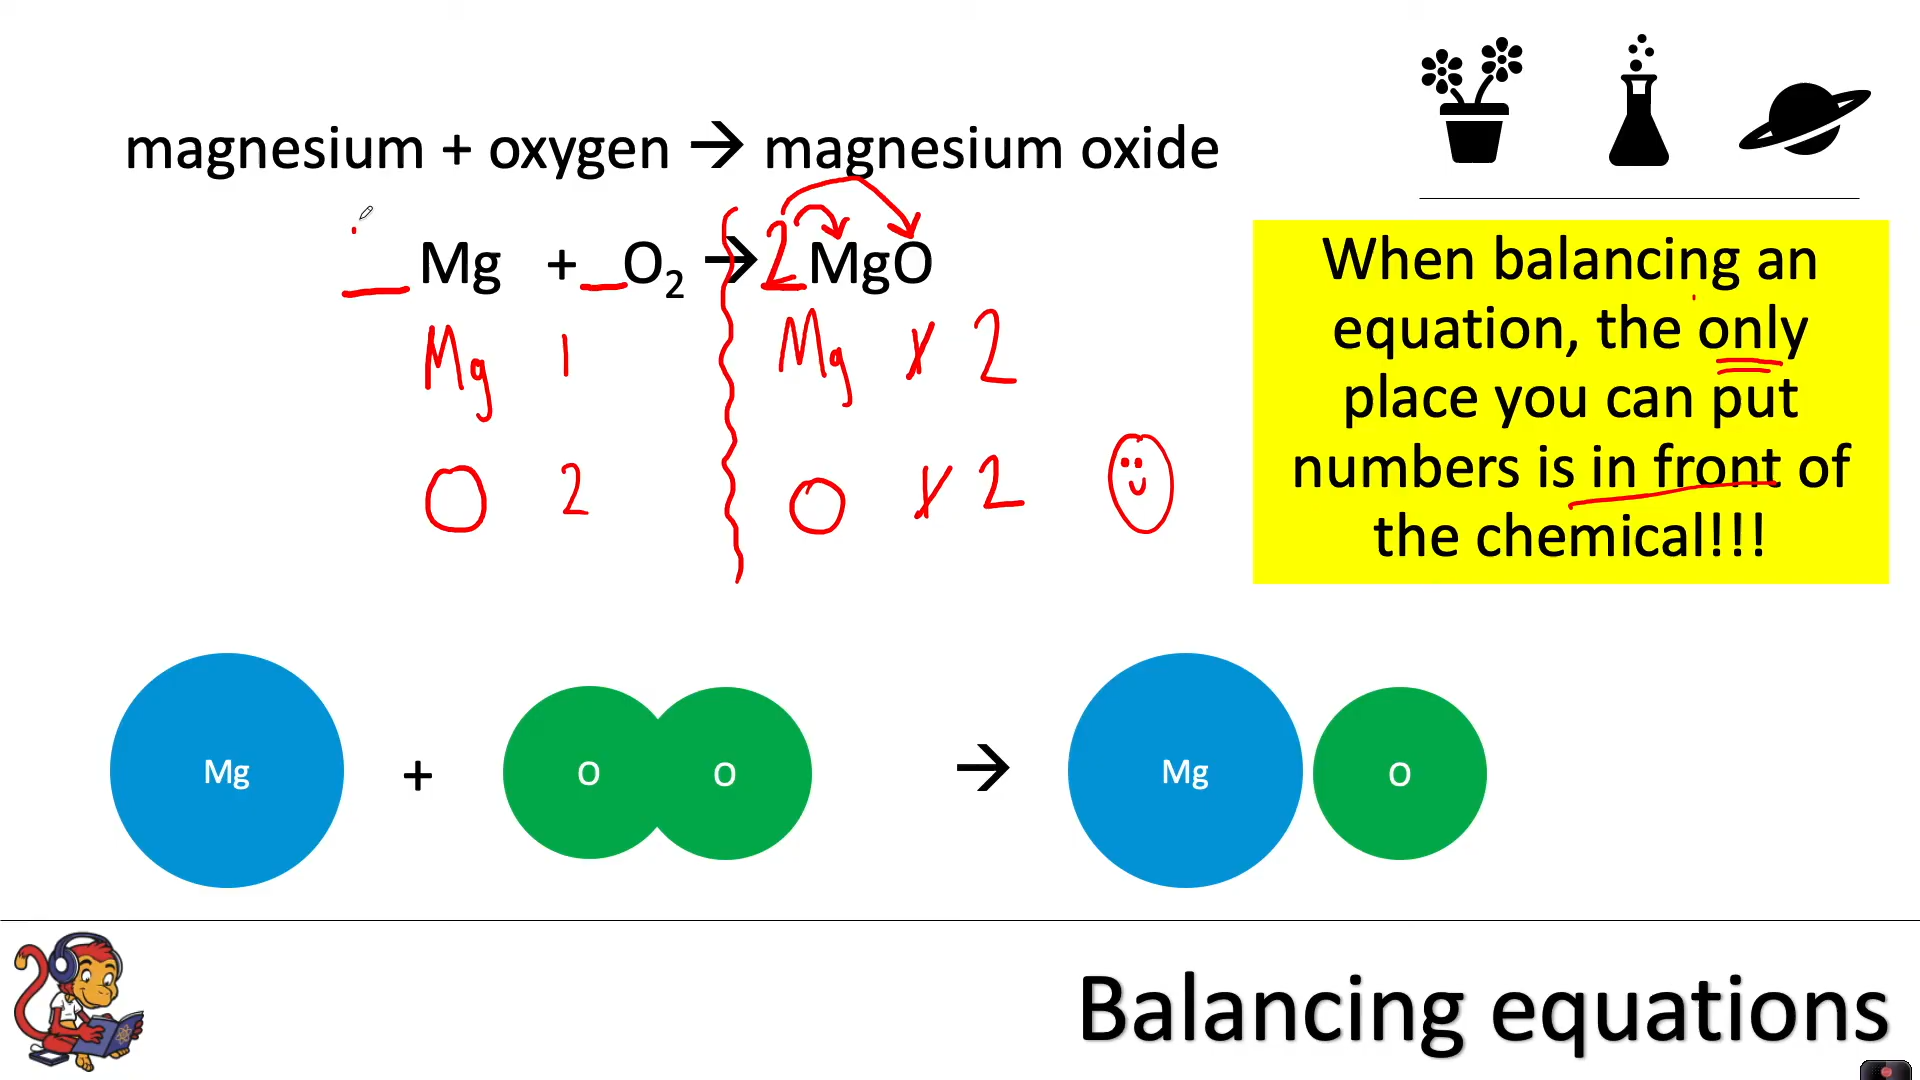 magnesium + oxygen → magnesium oxide
_ Mg + _ O₂ → 2 MgO
Mg 1 Mg 1 2
O 2 O 1 2
When balancing an
equation, the only
place you can put
numbers is in front of
the chemical!!!
Mg + O O → Mg O
Balancing equations